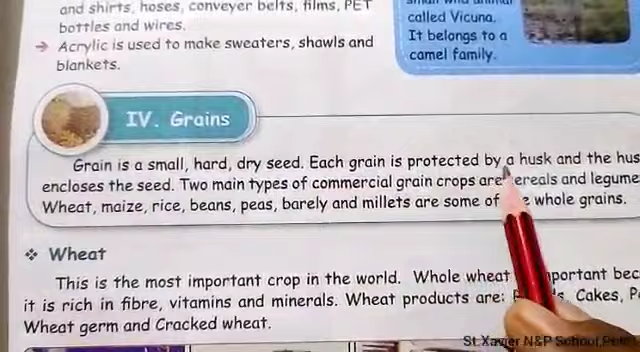 and shirts, hoses, conveyer belts, films, PET
bottles and wires.
Acrylic is used to make sweaters, shawls and
blankets.
small wild animal
called Vicuna.
It belongs to a
camel family.
IV. Grains
Grain is a small, hard, dry seed. Each grain is protected by a husk and the
encloses the seed. Two main types of commercial grain crops are and
Wheat, maize, rice, beans, peas, barely and millets are some of whole grains.
Wheat
This is the most important crop in the world. Whole wheat
it is rich in fibre, vitamins and minerals. Wheat products are: Cakes,
Wheat germ and Cracked wheat.
St.Xavier N&P School,